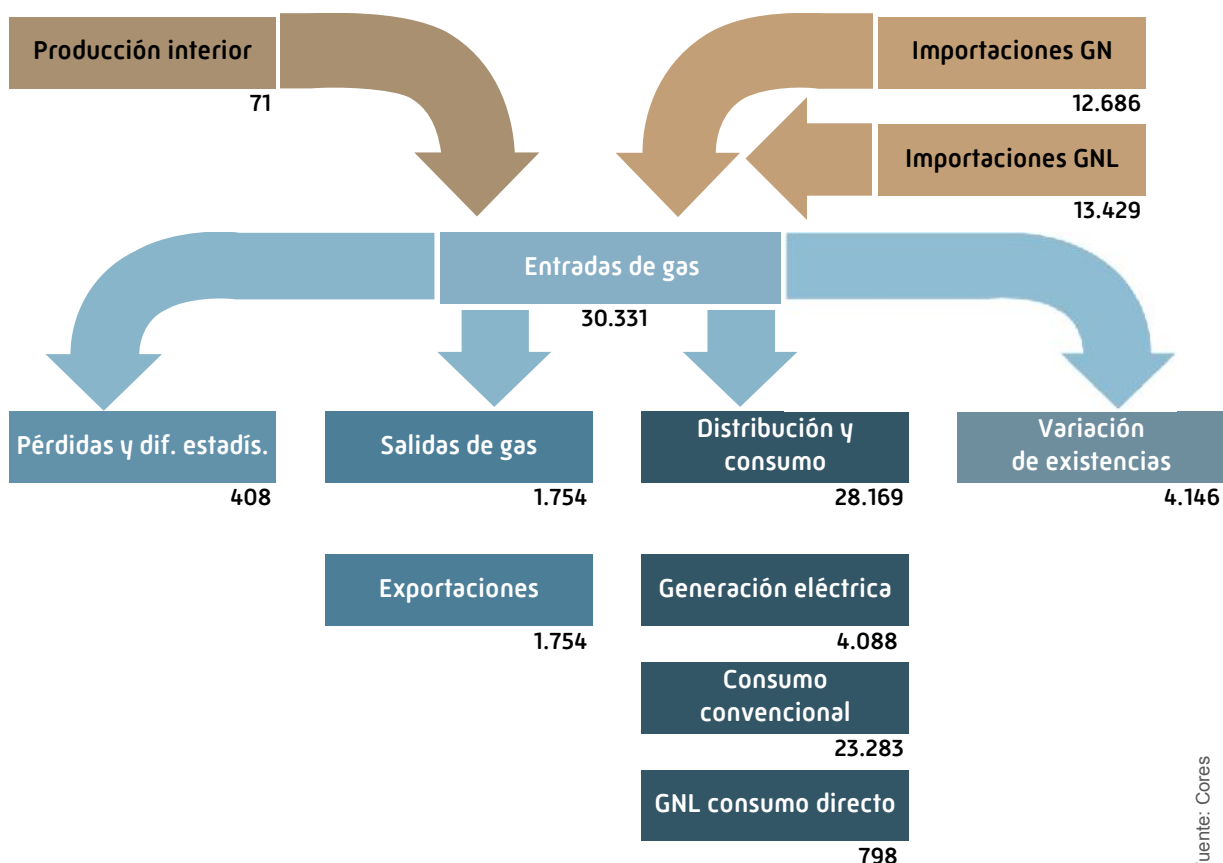 Producción interior
71
Importaciones GN
12.686
Importaciones GNL
13.429
Entradas de gas
30.331
Pérdidas y dif. estadís.
408
Salidas de gas
1.754
Distribución y
consumo
28.169
Variación
de existencias
4.146
Exportaciones
1.754
Generación eléctrica
4.088
Consumo
convencional
23.283
GNL consumo directo
798
uente: Cores